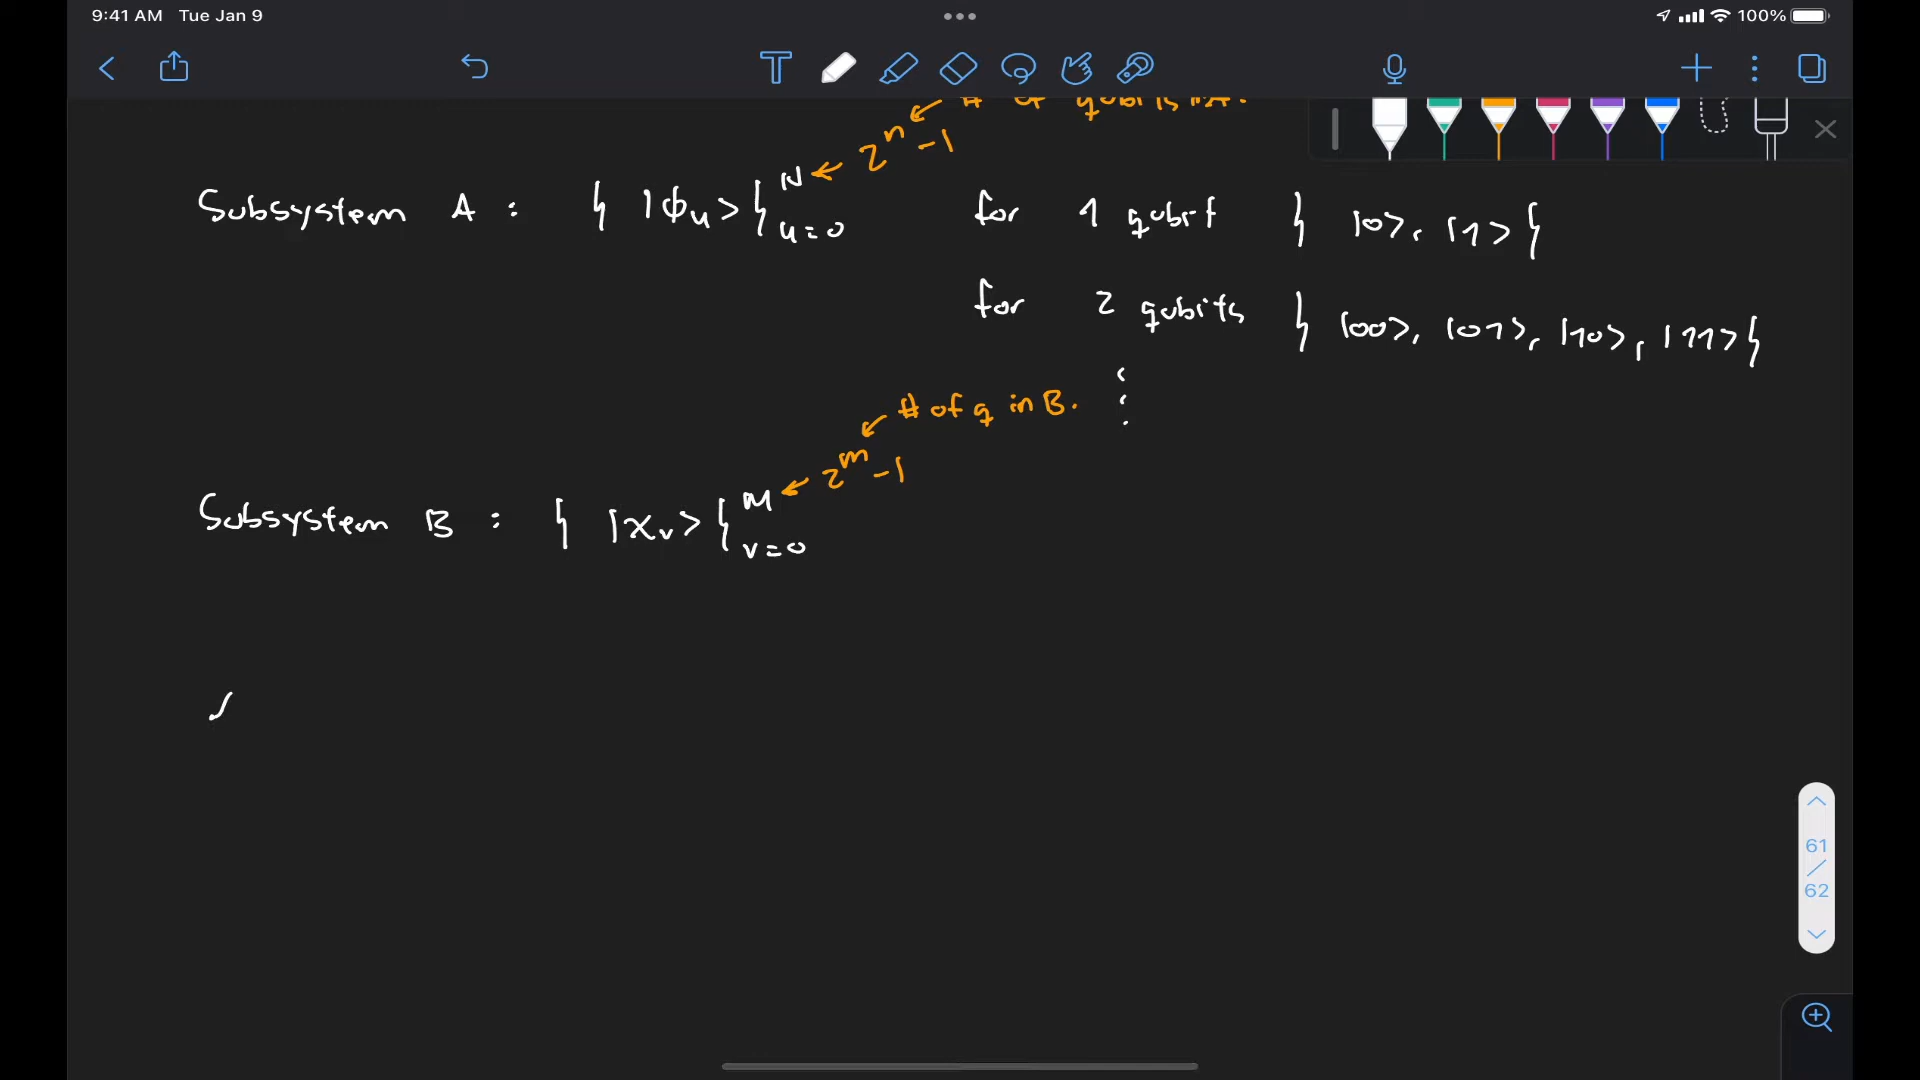 9:41 AM Tue Jan 9
100%
# of qubits in A.
2^n -1
Subsystem A : { |ϕ_u> }_{u=0}^N for 1 qubit { |0>, |1> }
for 2 qubits { |00>, |01>, |10>, |11> }
⋮
# of q in B.
2^m -1
Subsystem B : { |χ_v> }_{v=0}^M
61
/
62